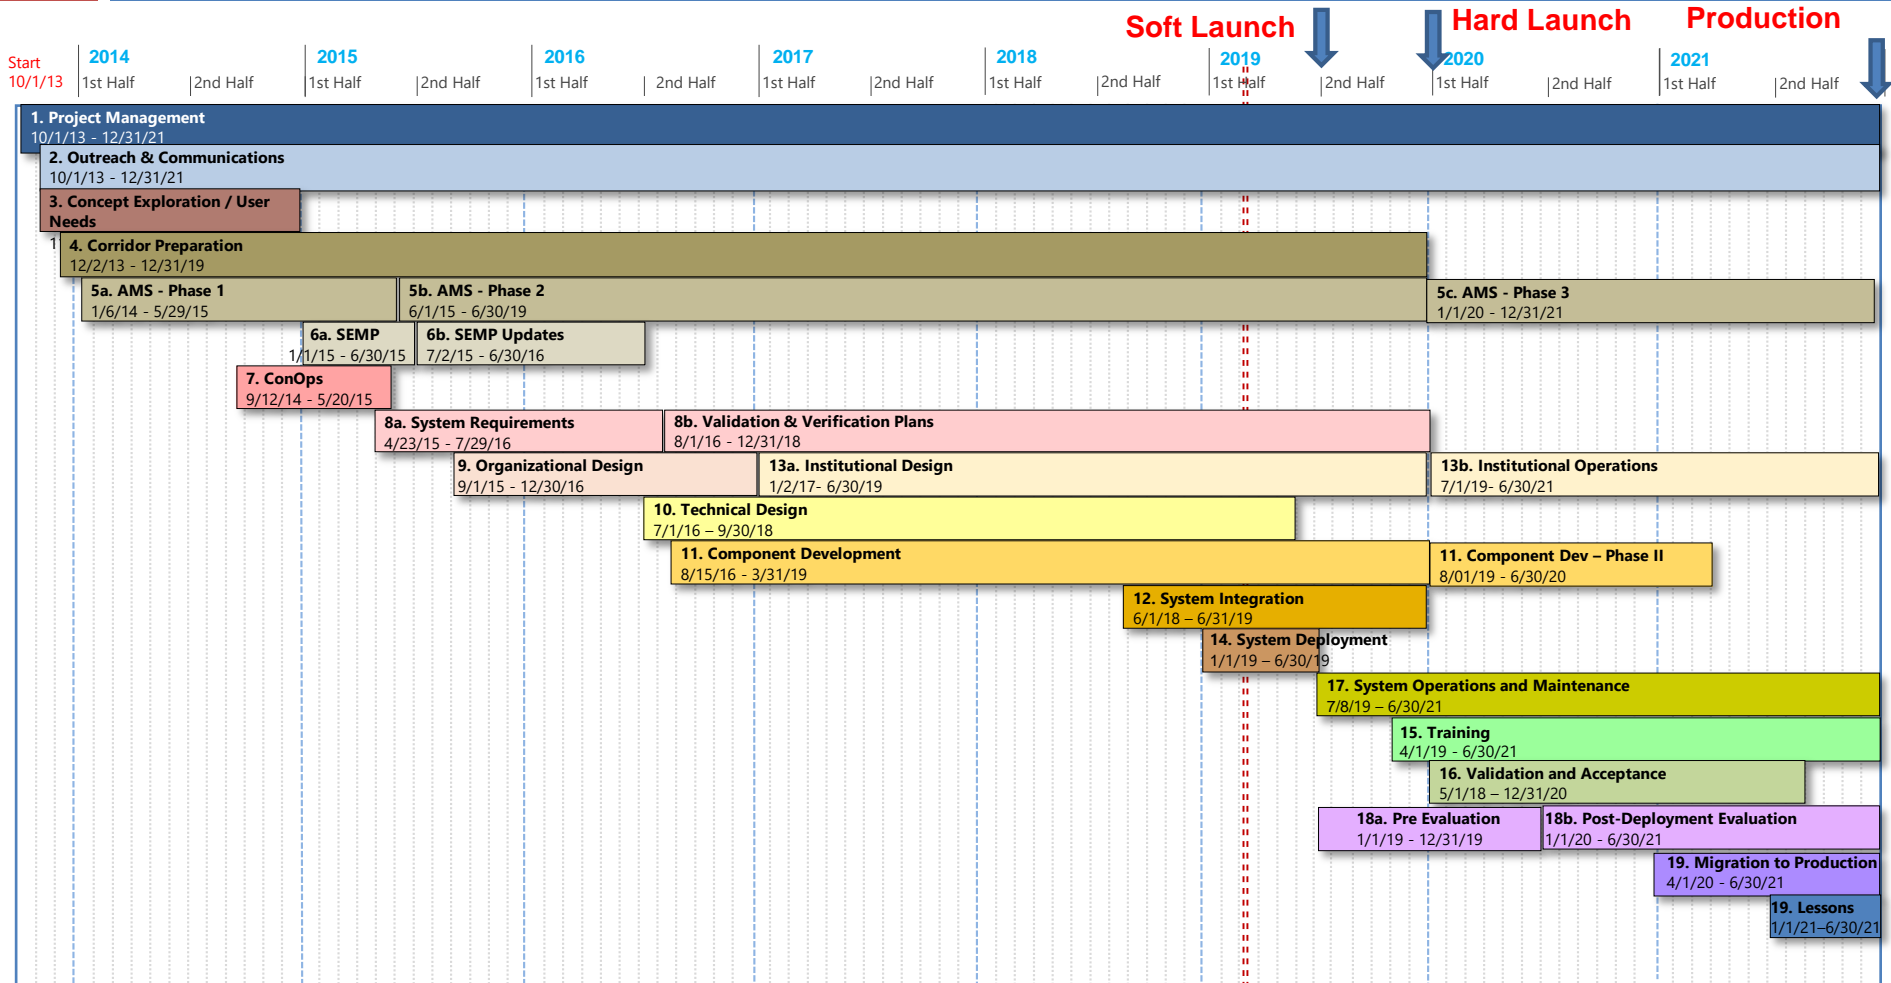 Soft Launch
Hard Launch
Production
Start
10/1/13
2014
2015
2016
2017
2018
2019
2020
2021
1st Half
2nd Half
1st Half
2nd Half
1st Half
2nd Half
1st Half
2nd Half
1st Half
2nd Half
1st Half
2nd Half
1st Half
2nd Half
1st Half
2nd Half
1. Project Management
10/1/13 - 12/31/21
2. Outreach & Communications
10/1/13 - 12/31/21
3. Concept Exploration / User
Needs
4. Corridor Preparation
12/2/13 - 12/31/19
5a. AMS - Phase 1
1/6/14 - 5/29/15
5b. AMS - Phase 2
6/1/15 - 6/30/19
5c. AMS - Phase 3
1/1/20 - 12/31/21
6a. SEMP
1/1/15 - 6/30/15
6b. SEMP Updates
7/2/15 - 6/30/16
7. ConOps
9/12/14 - 5/20/15
8a. System Requirements
4/23/15 - 7/29/16
8b. Validation & Verification Plans
8/1/16 - 12/31/18
9. Organizational Design
9/1/15 - 12/30/16
13a. Institutional Design
1/2/17- 6/30/19
13b. Institutional Operations
7/1/19- 6/30/21
10. Technical Design
7/1/16 – 9/30/18
11. Component Development
8/15/16 - 3/31/19
11. Component Dev – Phase II
8/01/19 - 6/30/20
12. System Integration
6/1/18 – 6/31/19
14. System Deployment
1/1/19 – 6/30/19
17. System Operations and Maintenance
7/8/19 – 6/30/21
15. Training
4/1/19 - 6/30/21
16. Validation and Acceptance
5/1/18 – 12/31/20
18a. Pre Evaluation
1/1/19 - 12/31/19
18b. Post-Deployment Evaluation
1/1/20 - 6/30/21
19. Migration to Production
4/1/20 - 6/30/21
19. Lessons
1/1/21–6/30/21